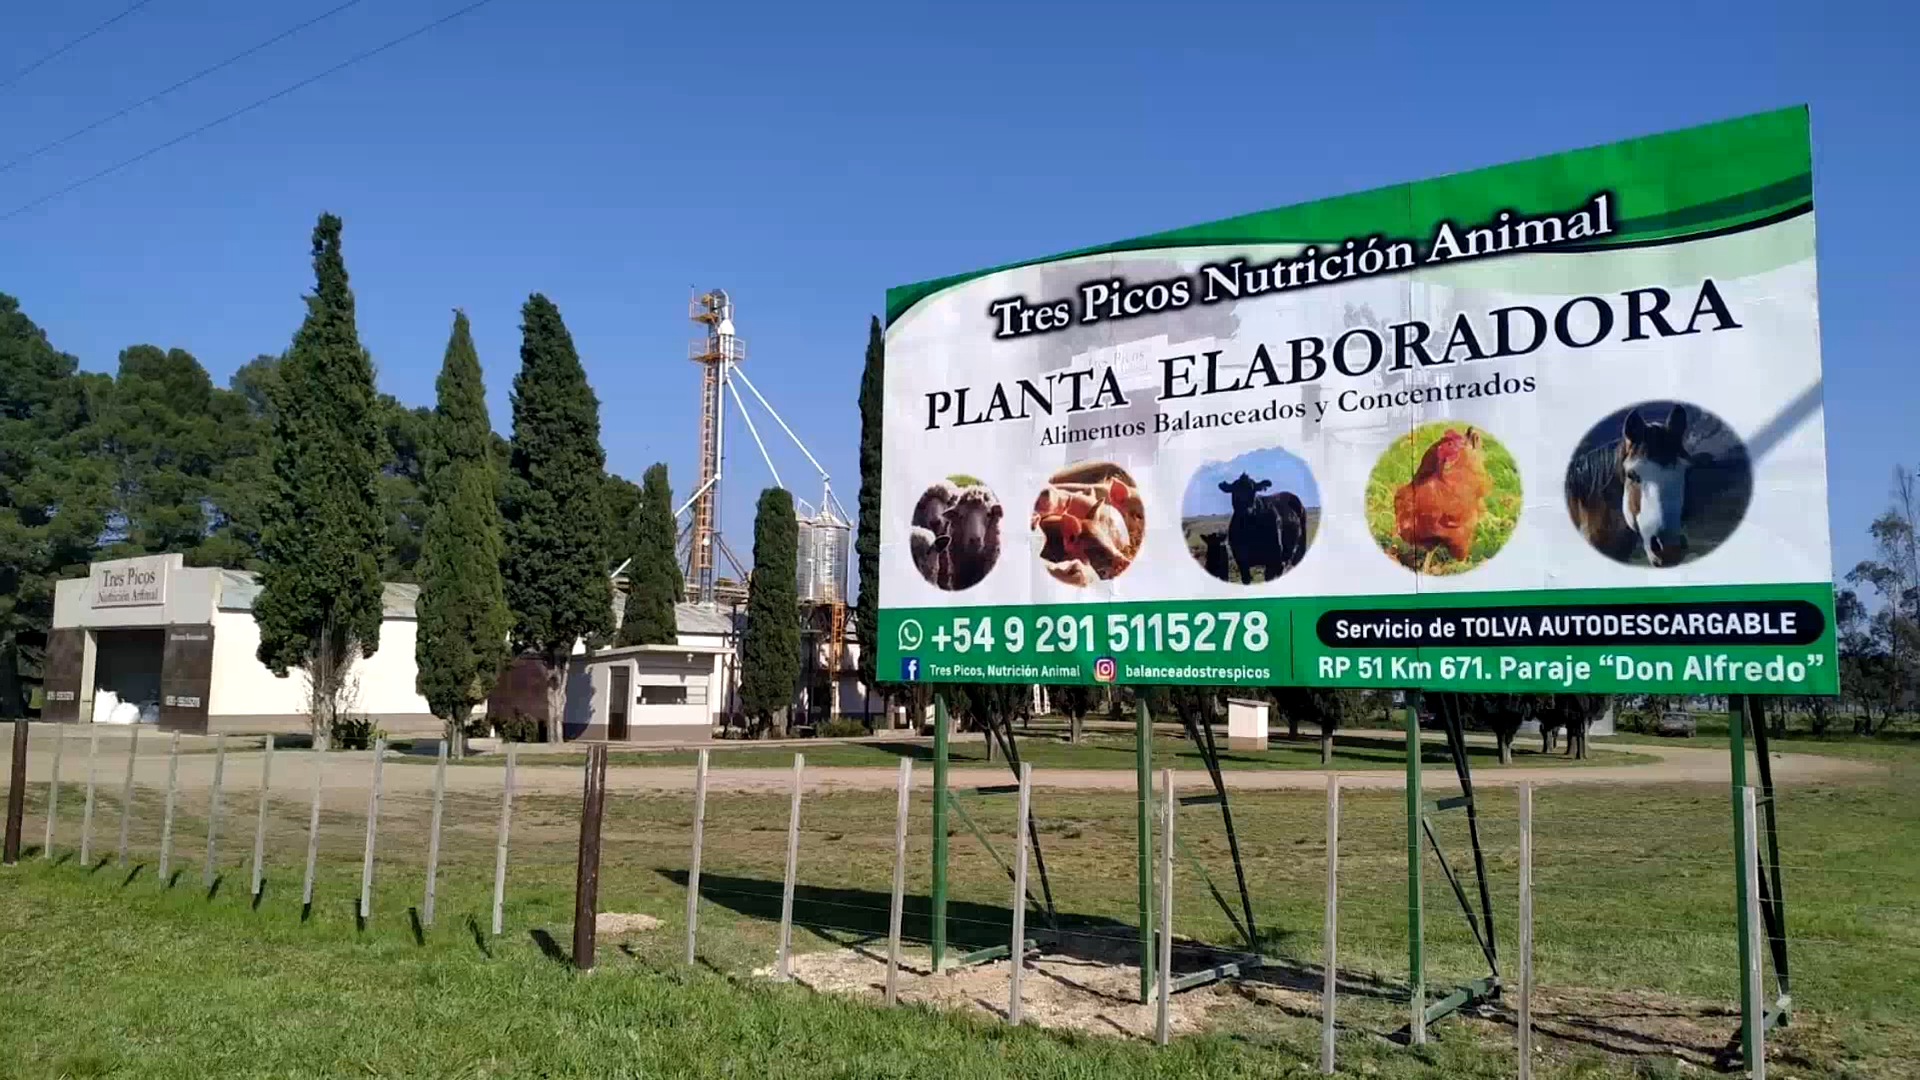 Tres Picos Nutrición Animal
PLANTA ELABORADORA
Alimentos Balanceados y Concentrados
+54 9 291 5115278
Tres Picos, Nutrición Animal balanceadostrespicos
Servicio de TOLVA AUTODESCARGABLE
RP 51 Km 671. Paraje “Don Alfredo”
Tres Picos
Nutrición Animal